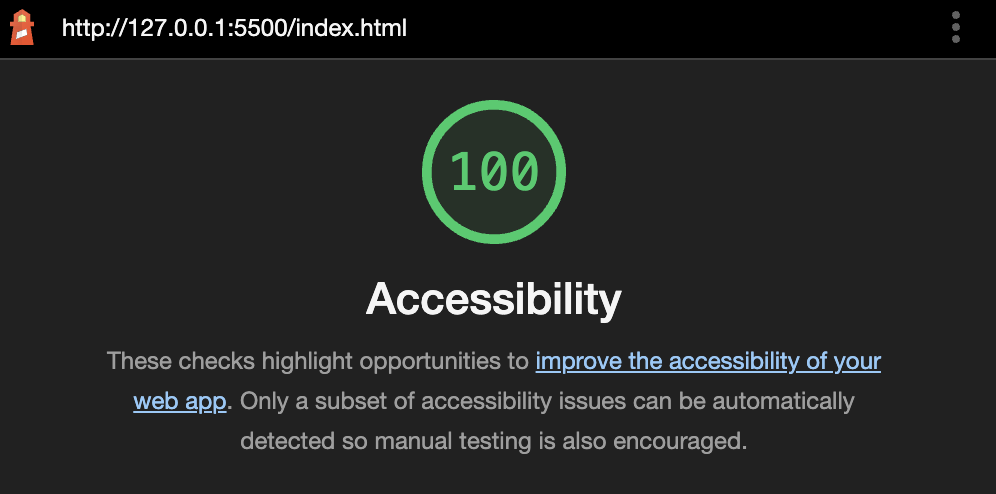 http://127.0.0.1:5500/index.html
100
Accessibility
These checks highlight opportunities to improve the accessibility of your
web app. Only a subset of accessibility issues can be automatically
detected so manual testing is also encouraged.